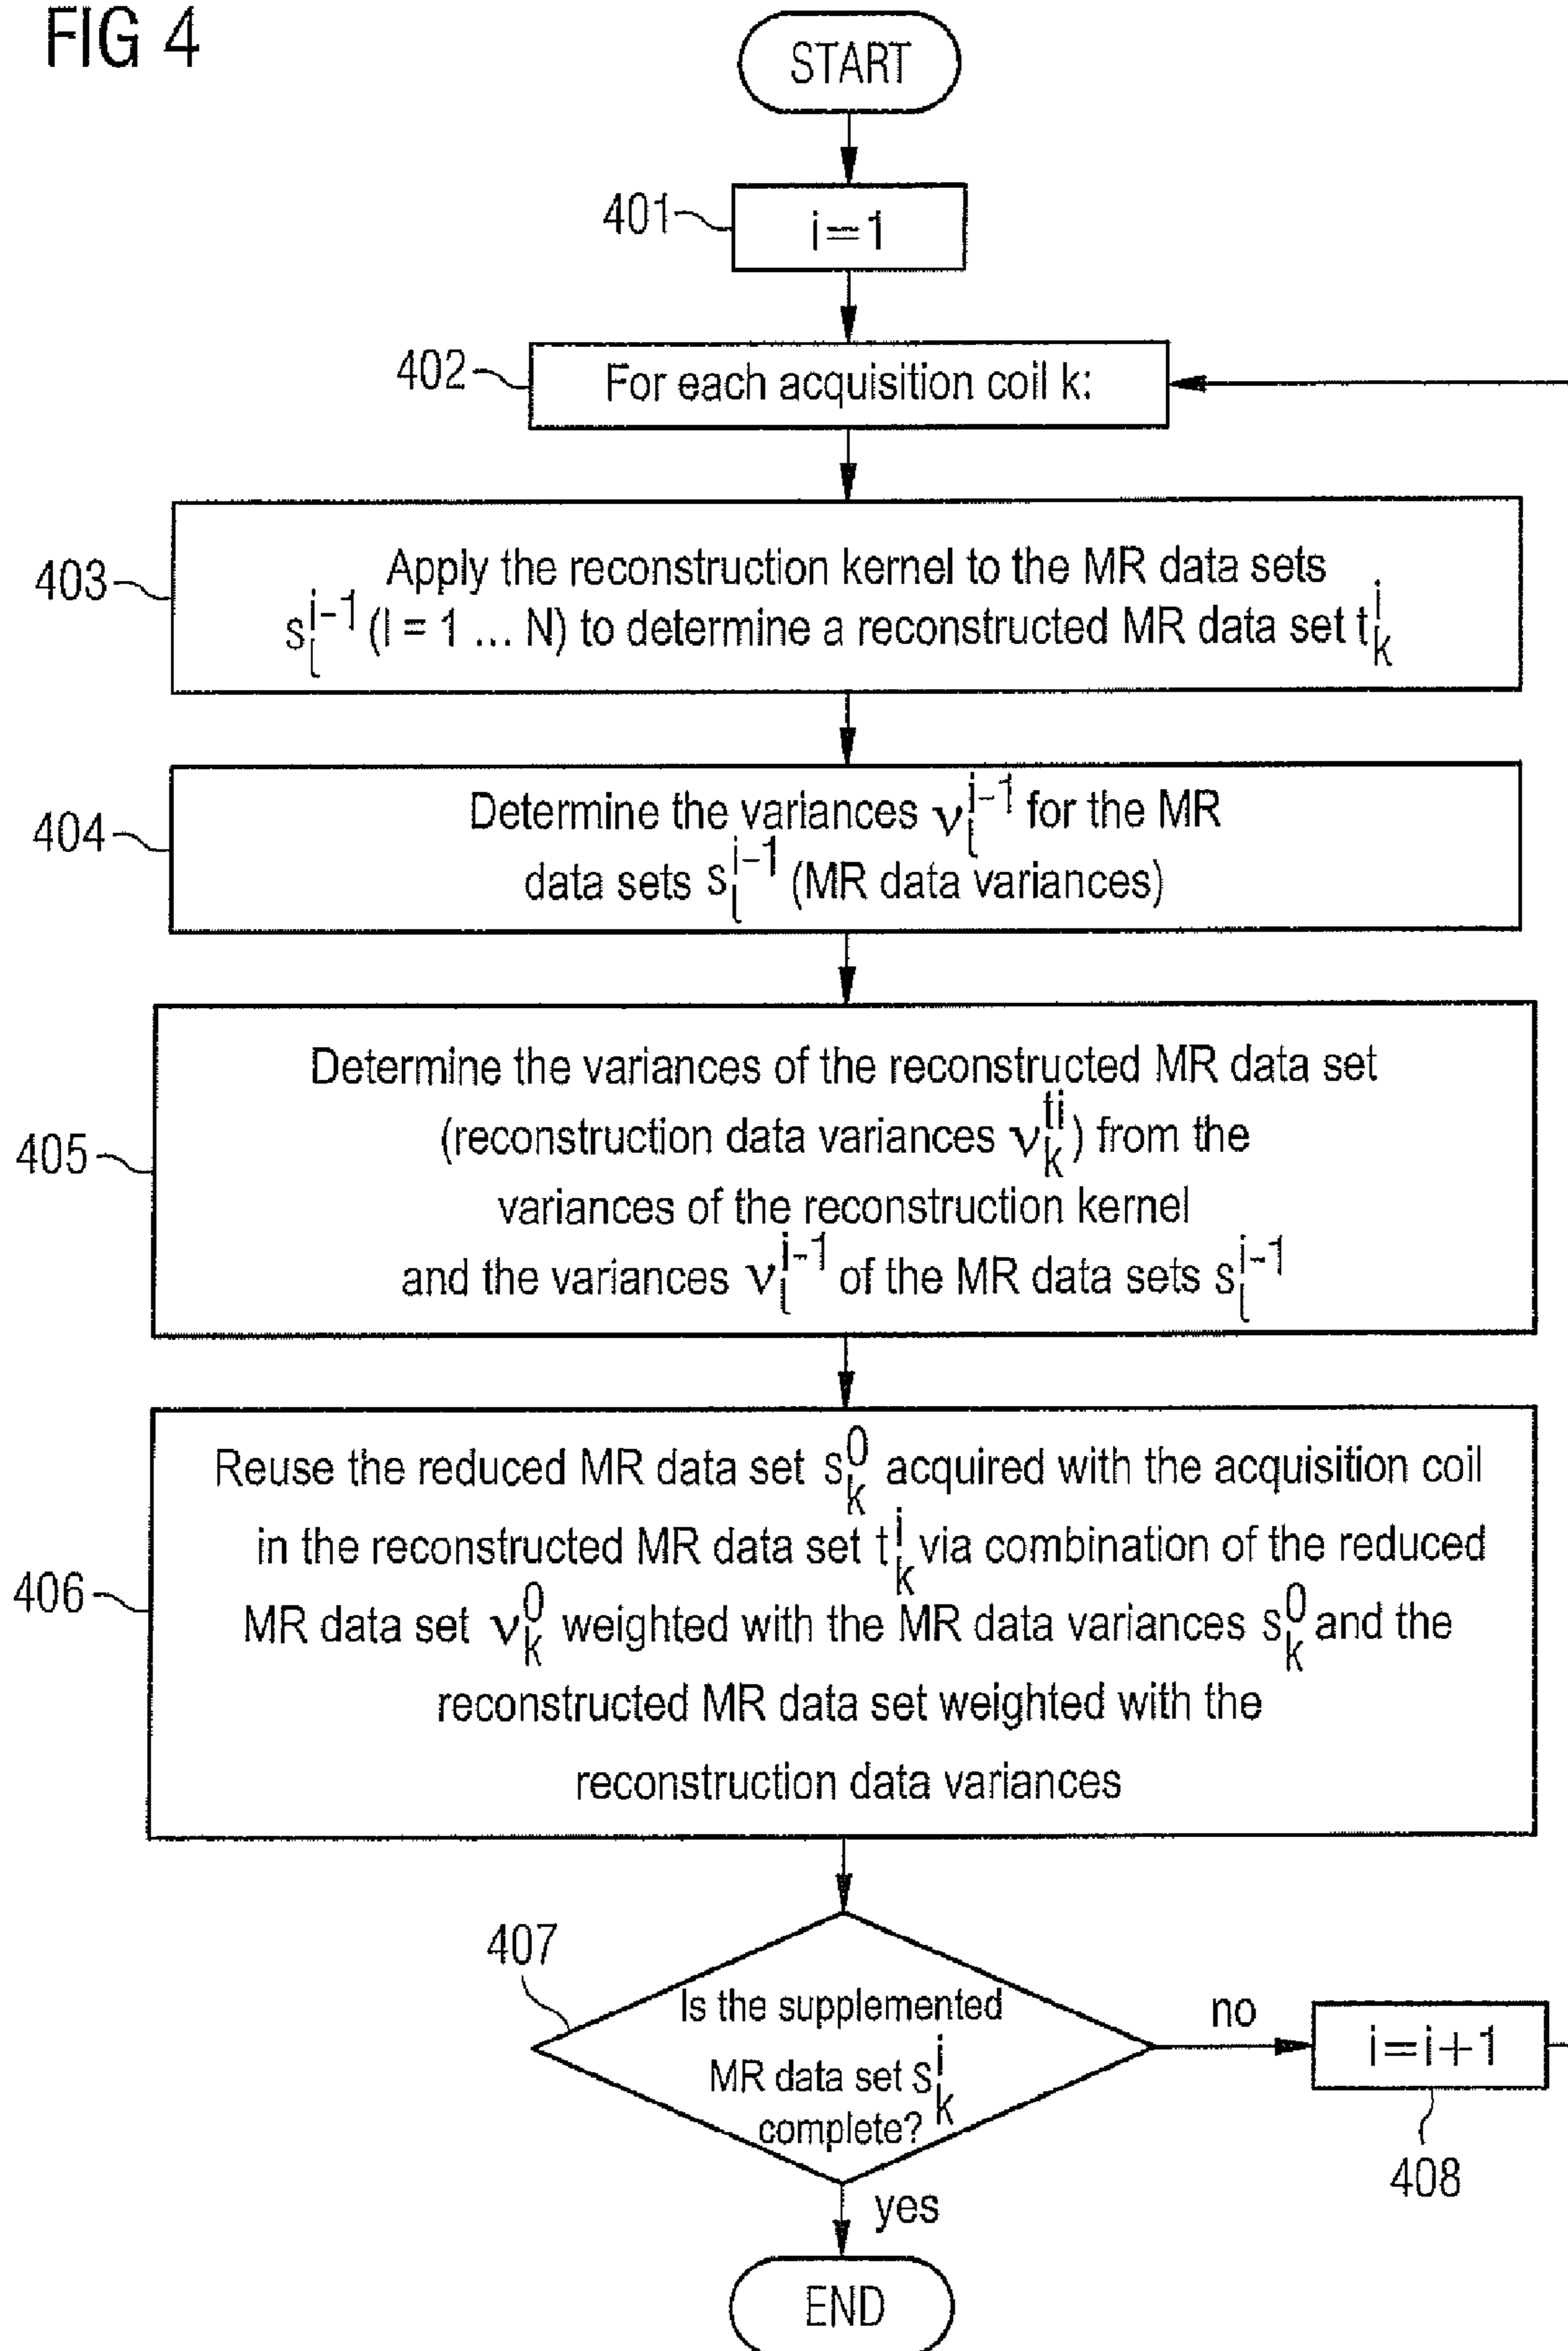 FIG 4
START
401
i=1
402
For each acquisition coil k:
403
Apply the reconstruction kernel to the MR data sets
s_l^{i-1} (l = 1 ... N) to determine a reconstructed MR data set t_k^i
404
Determine the variances ν_l^{i-1} for the MR
data sets s_l^{i-1} (MR data variances)
405
Determine the variances of the reconstructed MR data set
(reconstruction data variances ν_k^{ti}) from the
variances of the reconstruction kernel
and the variances ν_l^{i-1} of the MR data sets s_l^{i-1}
406
Reuse the reduced MR data set s_k^0 acquired with the acquisition coil
in the reconstructed MR data set t_k^i via combination of the reduced
MR data set ν_k^0 weighted with the MR data variances s_k^0 and the
reconstructed MR data set weighted with the
reconstruction data variances
407
Is the supplemented
MR data set s_k^i
complete?
no
i=i+1
408
yes
END